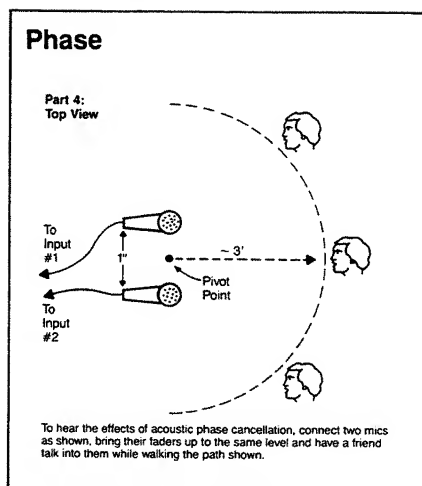 Phase
Part 4:
Top View
To
Input
#1
1"
~ 3'
Pivot
Point
To
Input
#2
To hear the effects of acoustic phase cancellation, connect two mics
as shown, bring their faders up to the same level and have a friend
talk into them while walking the path shown.